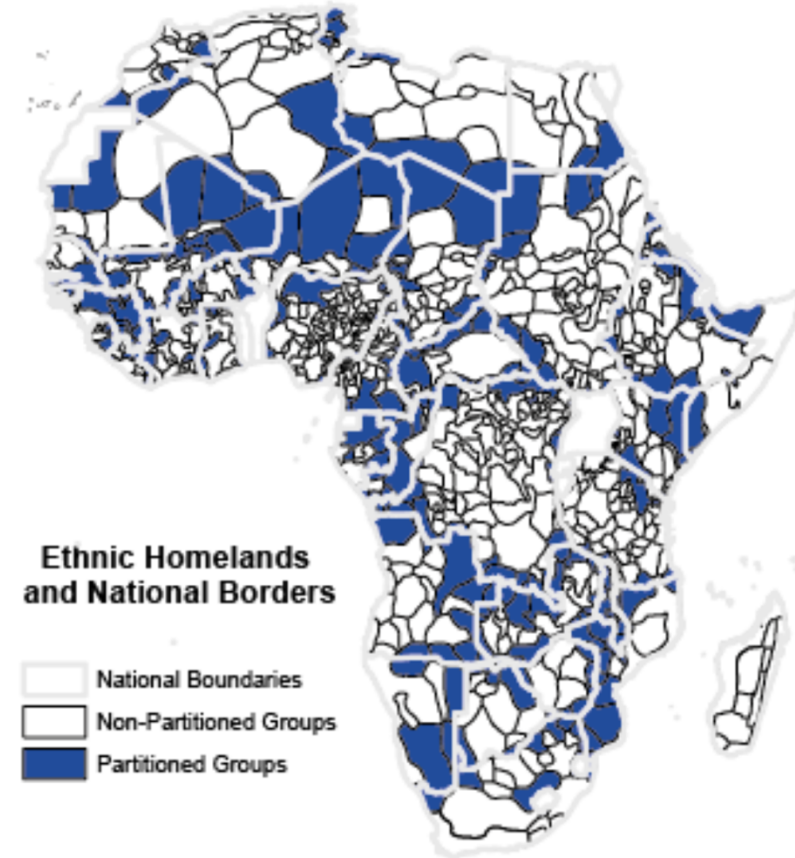 Ethnic Homelands
and National Borders
National Boundaries
Non-Partitioned Groups
Partitioned Groups